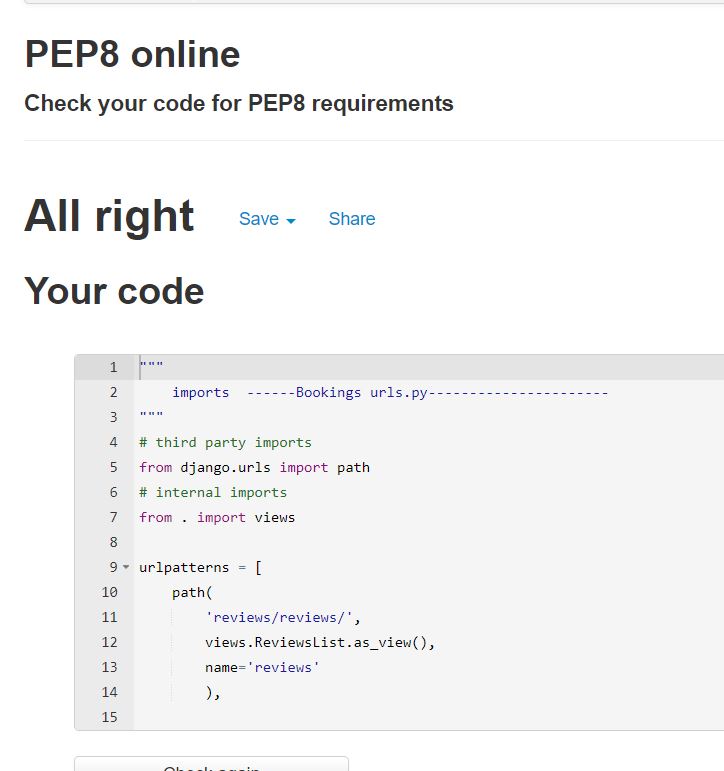 PEP8 online
Check your code for PEP8 requirements
All right Save Share
Your code
1 """
2     imports  ------Bookings urls.py----------------------
3 """
4 # third party imports
5 from django.urls import path
6 # internal imports
7 from . import views
8
9 urlpatterns = [
10     path(
11         'reviews/reviews/',
12         views.ReviewsList.as_view(),
13         name='reviews'
14         ),
15
Check again